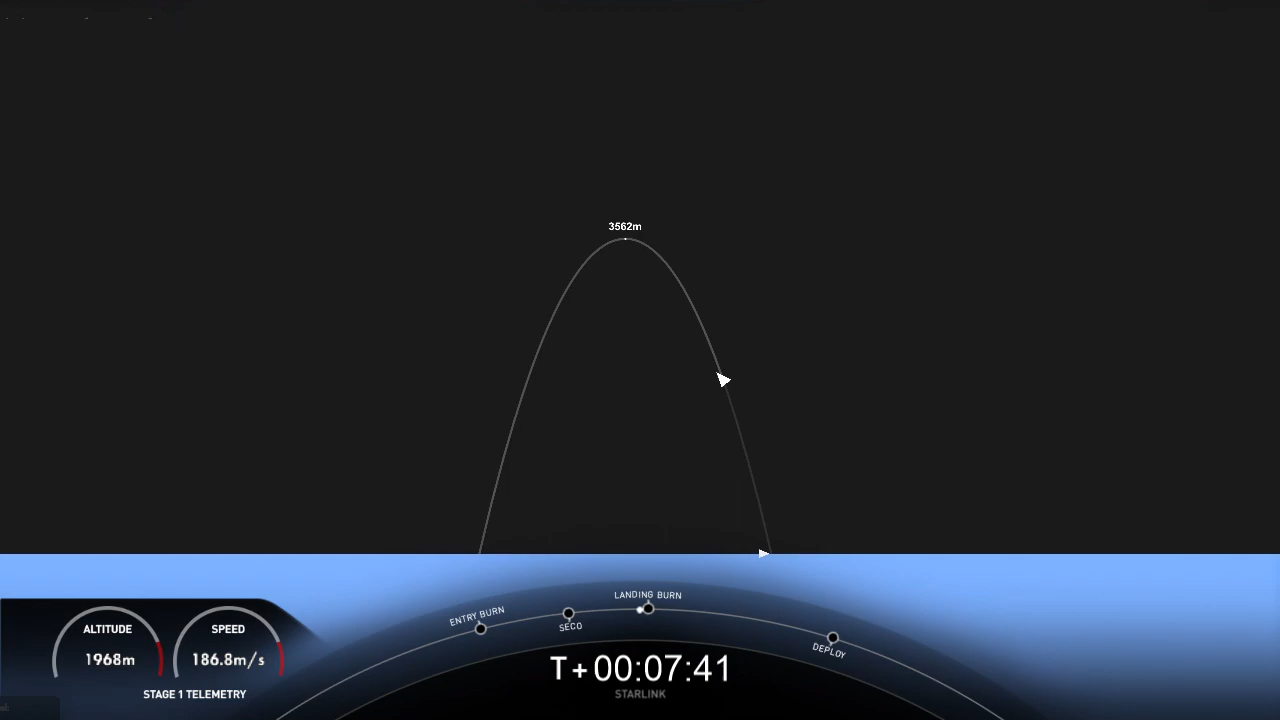 3562m
LANDING BURN
ENTRY BURN
SECO
DEPLOY
ALTITUDE
1968m
SPEED
186.8m/s
STAGE 1 TELEMETRY
T+00:07:41
STARLINK